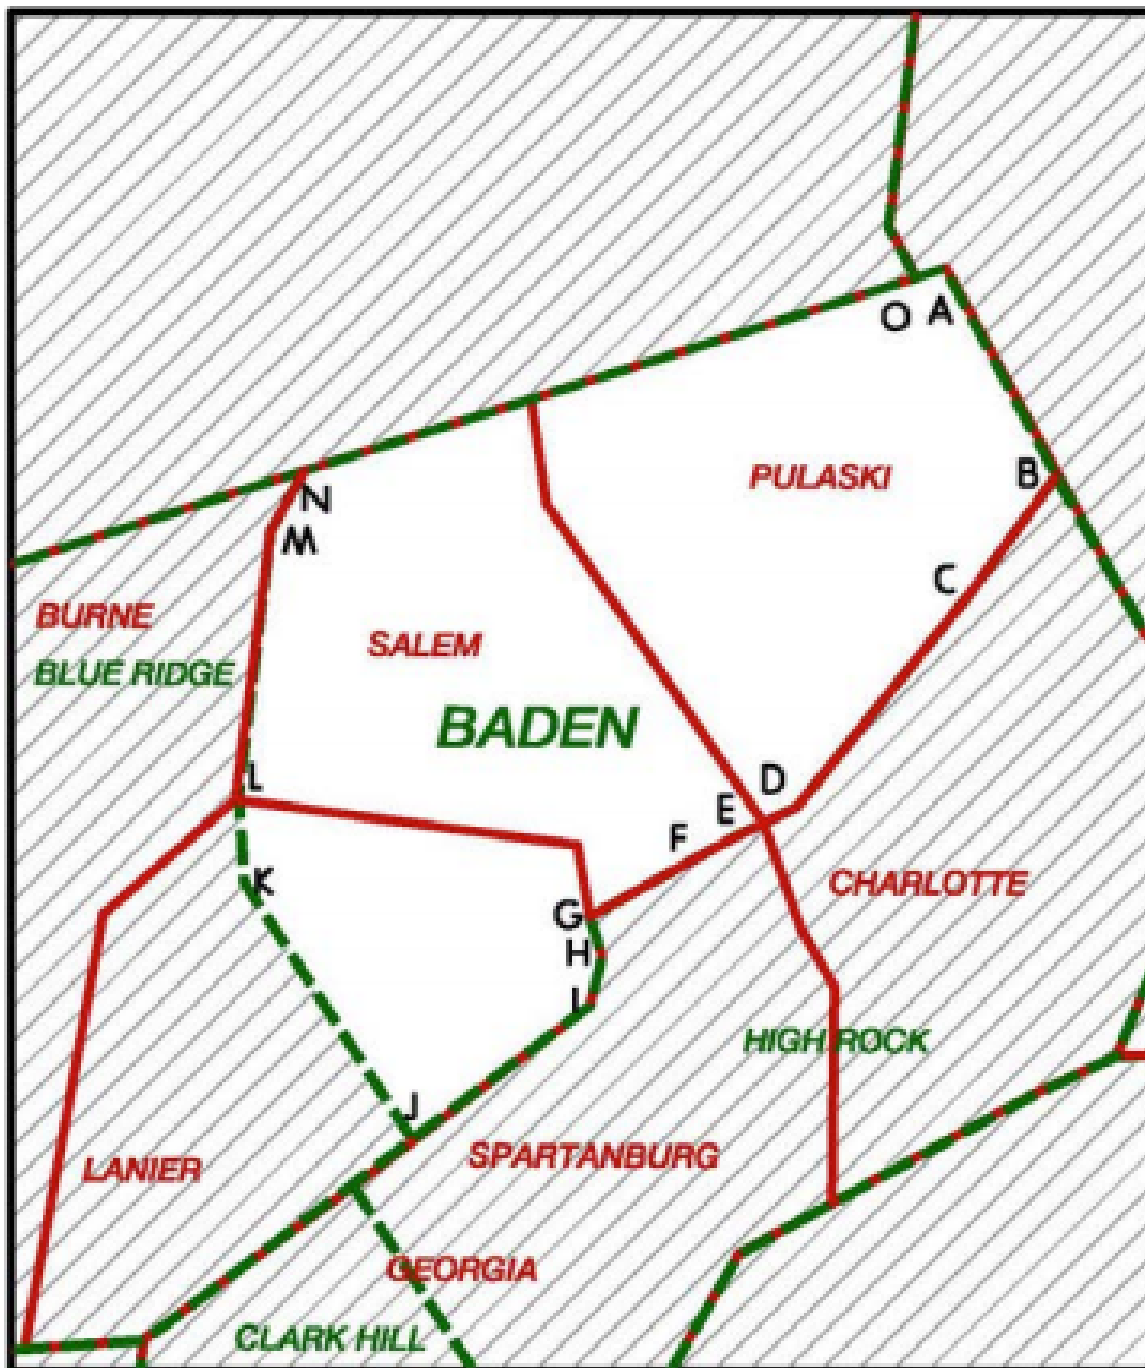 O A
PULASKI
B
N
M
C
BURNE
BLUE RIDGE
SALEM
BADEN
L
D
E
F
K
CHARLOTTE
G
H
I
HIGH ROCK
J
SPARTANBURG
LANIER
GEORGIA
CLARK HILL